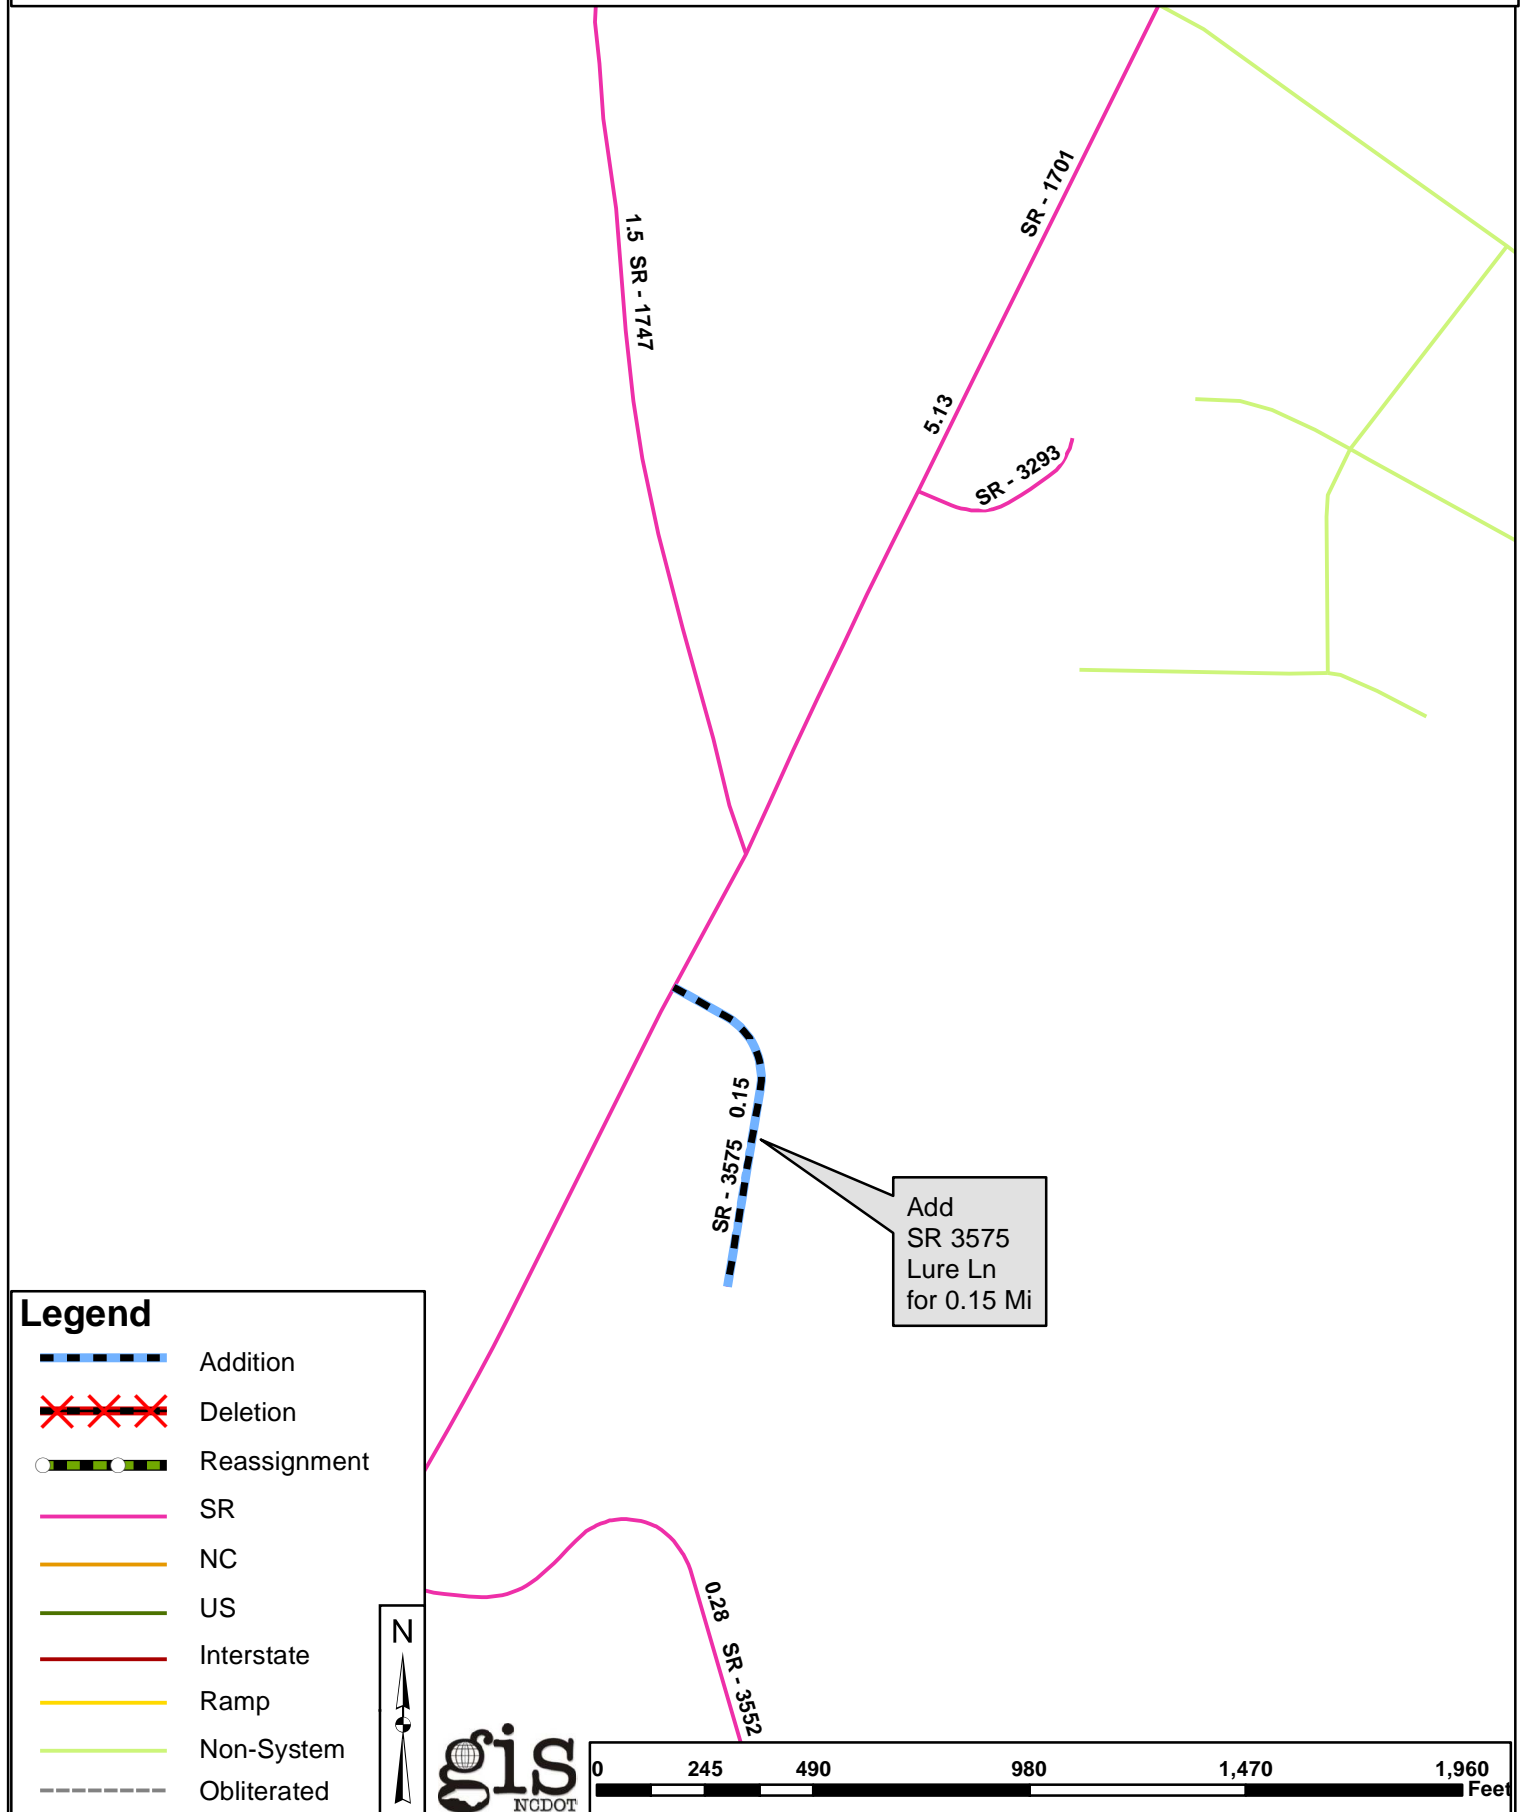 1.5 SR - 1747
SR - 1701
5.13
SR - 3293
SR - 3575 0.15
Add
SR 3575
Lure Ln
for 0.15 Mi
0.28 SR - 3552
Legend
Addition
Deletion
Reassignment
SR
NC
US
Interstate
Ramp
Non-System
Obliterated
N
gis
NCDOT
0 245 490 980 1,470 1,960
Feet